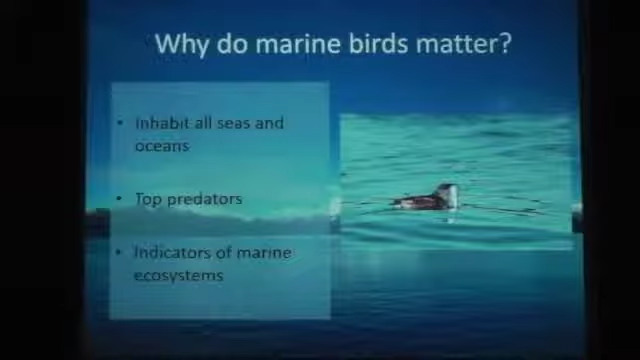 Why do marine birds matter?
• Inhabit all seas and
oceans
• Top predators
• Indicators of marine
ecosystems